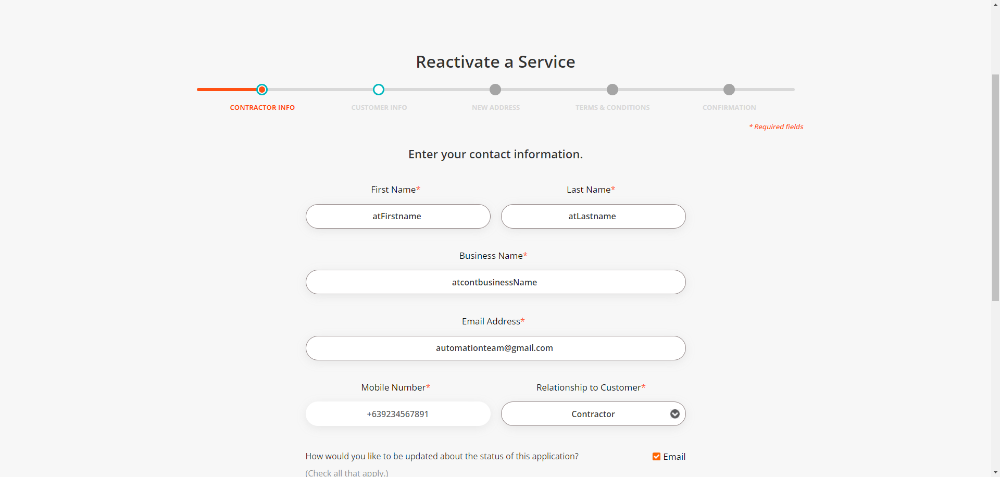 Reactivate a Service
CONTRACTOR INFO CUSTOMER INFO NEW ADDRESS TERMS & CONDITIONS CONFIRMATION
* Required fields
Enter your contact information.
First Name* Last Name*
atFirstname atLastname
Business Name*
atcontbusinessName
Email Address*
automationteam@gmail.com
Mobile Number* Relationship to Customer*
+639234567891 Contractor
How would you like to be updated about the status of this application? Email
(Check all that apply.)